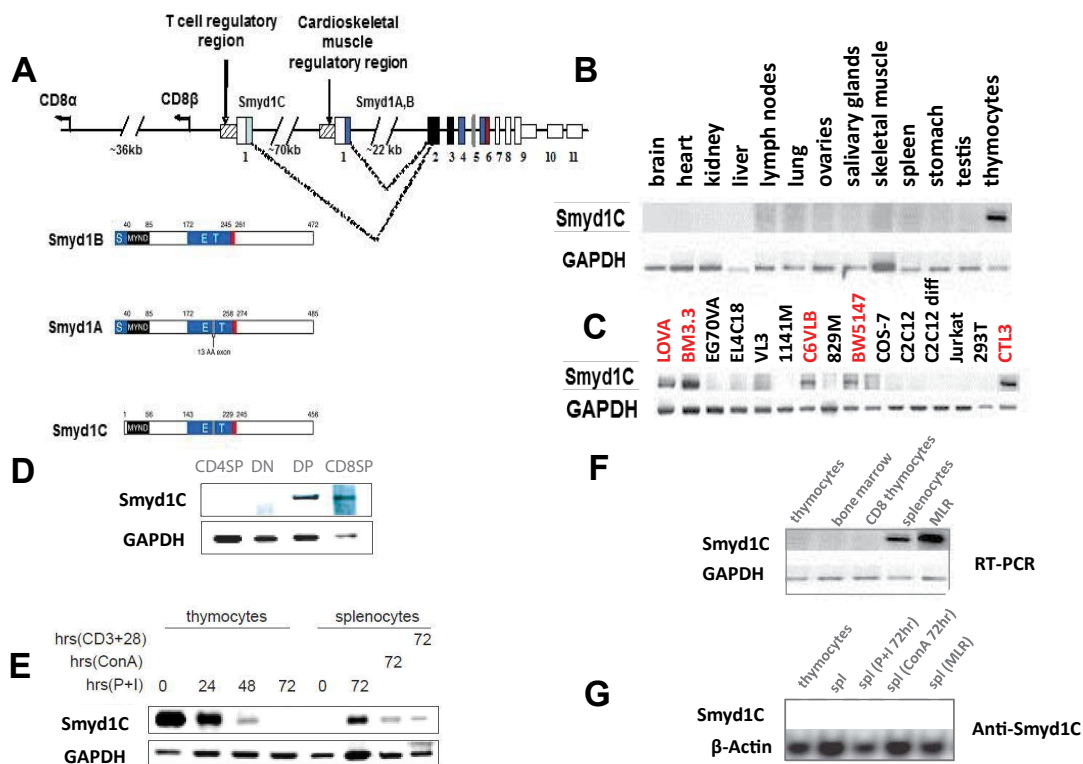 A
T cell regulatory
region
Cardioskeletal
muscle
regulatory region
CD8α
CD8β
Smyd1C
Smyd1A,B
~36kb
~70kb
~22 kb
1
1
2 3 4 5 6 7 8 9 10 11
Smyd1B
40 85 172 245 261 472
S MYND E T
Smyd1A
40 85 172 258 274 485
S MYND E T
13 AA exon
Smyd1C
1 56 143 229 245 456
MYND E T
B
brain
heart
kidney
liver
lymph nodes
lung
ovaries
salivary glands
skeletal muscle
spleen
stomach
testis
thymocytes
Smyd1C
GAPDH
C
LOVA
BM3.3
EG70VA
EL4C18
VL3
1141M
C6VLB
829M
BW5147
COS-7
C2C12
C2C12 diff
Jurkat
293T
CTL3
Smyd1C
GAPDH
D
CD4SP DN DP CD8SP
Smyd1C
GAPDH
E
thymocytes splenocytes
hrs(CD3+28) 72
hrs(ConA) 72
hrs(P+I) 0 24 48 72 0 72
Smyd1C
GAPDH
F
thymocytes
bone marrow
CD8 thymocytes
splenocytes
MLR
Smyd1C
GAPDH
RT-PCR
G
thymocytes
spl
spl (P+I 72hr)
spl (ConA 72hr)
spl (MLR)
Smyd1C
β-Actin
Anti-Smyd1C